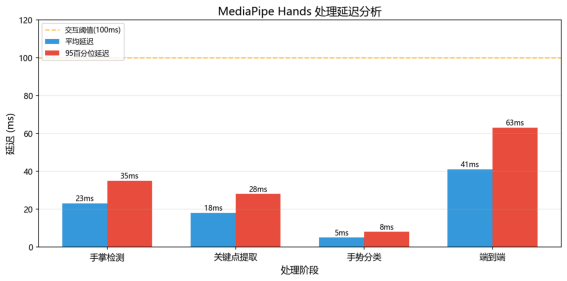 MediaPipe Hands 处理延迟分析
交互阈值(100ms)
平均延迟
95百分位延迟
延迟 (ms)
120
100
80
60
40
20
0
23ms
35ms
18ms
28ms
5ms
8ms
41ms
63ms
手掌检测
关键点提取
手势分类
端到端
处理阶段